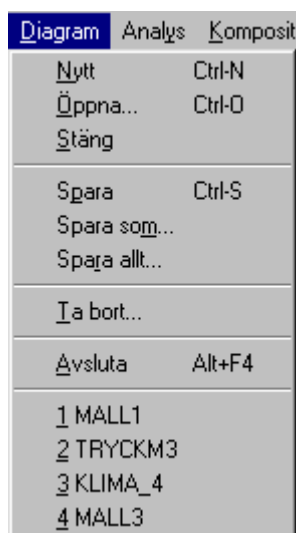 Diagram Analys Komposit
Nytt Ctrl-N
Öppna... Ctrl-O
Stäng
Spara Ctrl-S
Spara som...
Spara allt...
Ta bort...
Avsluta Alt+F4
1 MALL1
2 TRYCKM3
3 KLIMA_4
4 MALL3